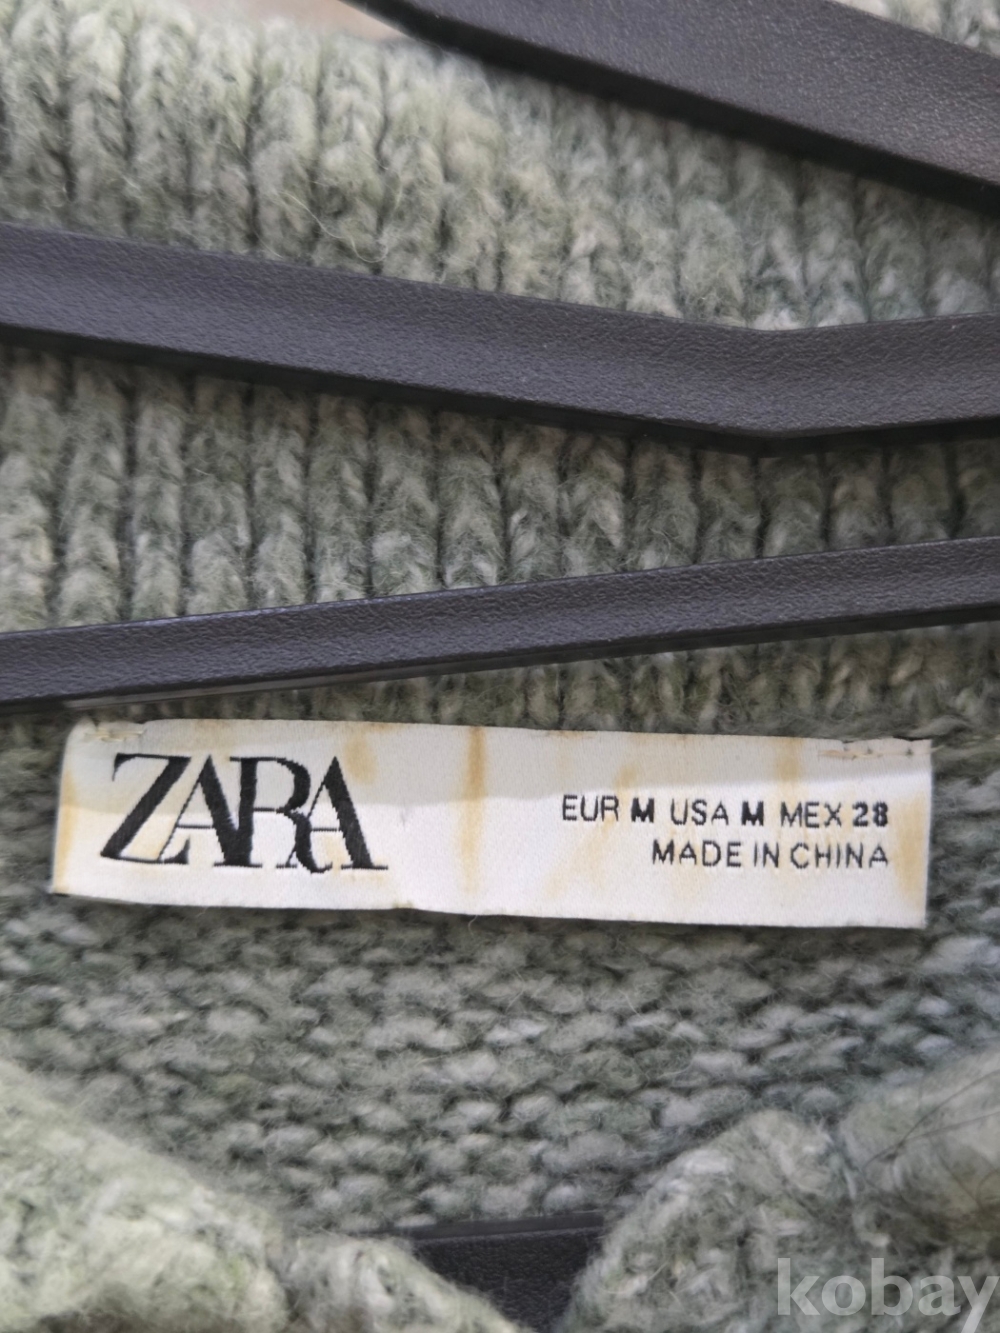 ZARA
EUR M USA M MEX 28
MADE IN CHINA
kobay